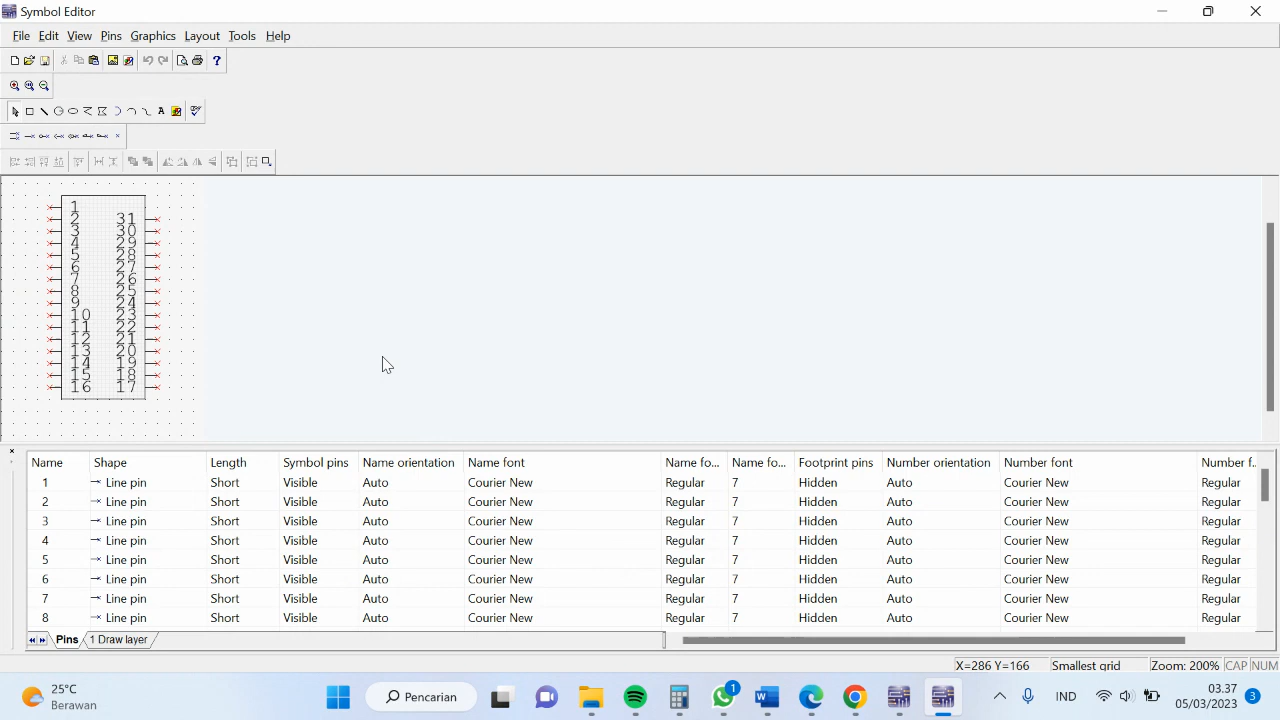 Symbol Editor
File Edit View Pins Graphics Layout Tools Help
1
2 31
3 30
4 29
5 28
6 27
7 26
8 25
9 24
10 23
11 22
12 21
13 20
14 19
15 18
16 17
Name Shape Length Symbol pins Name orientation Name font Name fo... Name fo... Footprint pins Number orientation Number font Number f..
1 Line pin Short Visible Auto Courier New Regular 7 Hidden Auto Courier New Regular
2 Line pin Short Visible Auto Courier New Regular 7 Hidden Auto Courier New Regular
3 Line pin Short Visible Auto Courier New Regular 7 Hidden Auto Courier New Regular
4 Line pin Short Visible Auto Courier New Regular 7 Hidden Auto Courier New Regular
5 Line pin Short Visible Auto Courier New Regular 7 Hidden Auto Courier New Regular
6 Line pin Short Visible Auto Courier New Regular 7 Hidden Auto Courier New Regular
7 Line pin Short Visible Auto Courier New Regular 7 Hidden Auto Courier New Regular
8 Line pin Short Visible Auto Courier New Regular 7 Hidden Auto Courier New Regular
Pins 1 Draw layer
X=286 Y=166 Smallest grid Zoom: 200% CAP NUM
25°C
Berawan
Pencarian
1
IND
03.37
05/03/2023
3